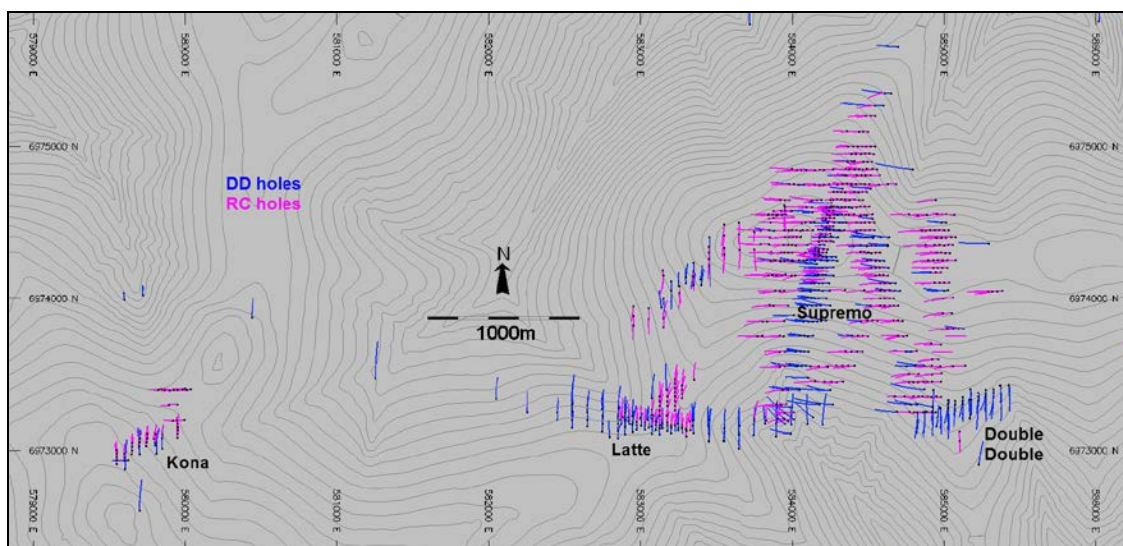 579000 E
580000 E
581000 E
582000 E
583000 E
584000 E
585000 E
586000 E
6975000 N
6975000 N
DD holes
RC holes
N
6974000 N
6974000 N
1000m
Supremo
Kona
Latte
Double
Double
6973000 N
6973000 N
579000 E
580000 E
581000 E
582000 E
583000 E
584000 E
585000 E
586000 E